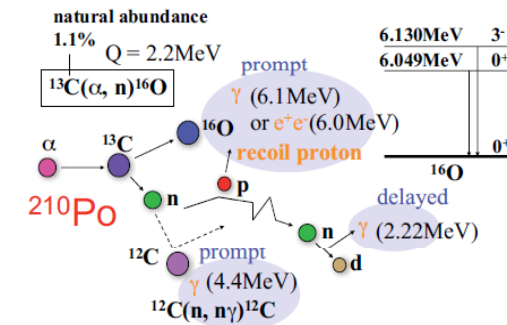 natural abundance
1.1%
Q = 2.2MeV
¹³C(α, n)¹⁶O
prompt
γ (6.1MeV)
or e⁺e⁻(6.0MeV)
recoil proton
6.130MeV 3⁻
6.049MeV 0⁺
0⁺
¹⁶O
α
¹³C
¹⁶O
²¹⁰Po
n
p
delayed
γ (2.22MeV)
n
d
¹²C
prompt
γ (4.4MeV)
¹²C(n, nγ)¹²C